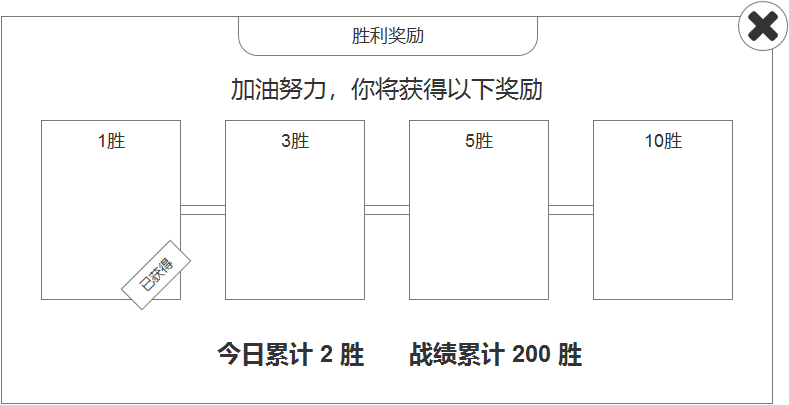 胜利奖励
加油努力，你将获得以下奖励
1胜
3胜
5胜
10胜
已获得
今日累计 2 胜
战绩累计 200 胜